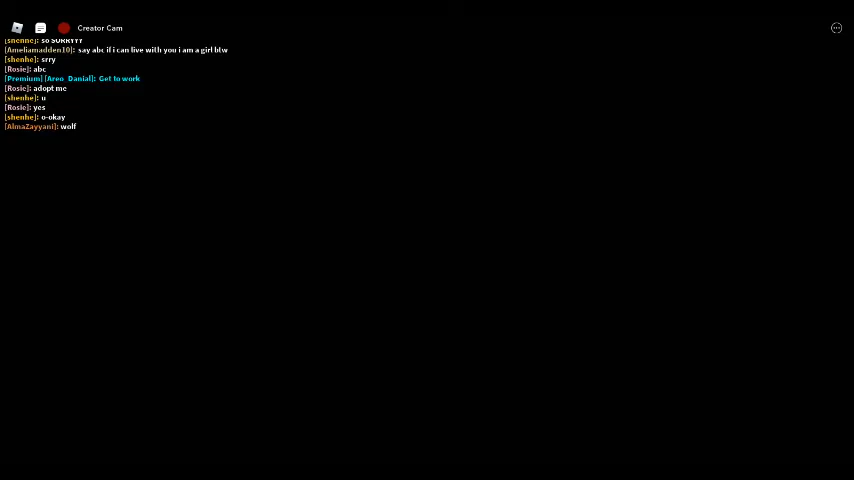 Creator Cam
[shenhe]: so SURRYYY
[Ameliamadden10]: say abc if i can live with you i am a girl btw
[shenhe]: srry
[Rosie]: abc
[Premium] [Areo_Danial]: Get to work
[Rosie]: adopt me
[shenhe]: u
[Rosie]: yes
[shenhe]: o-okay
[AlmaZayyani]: wolf